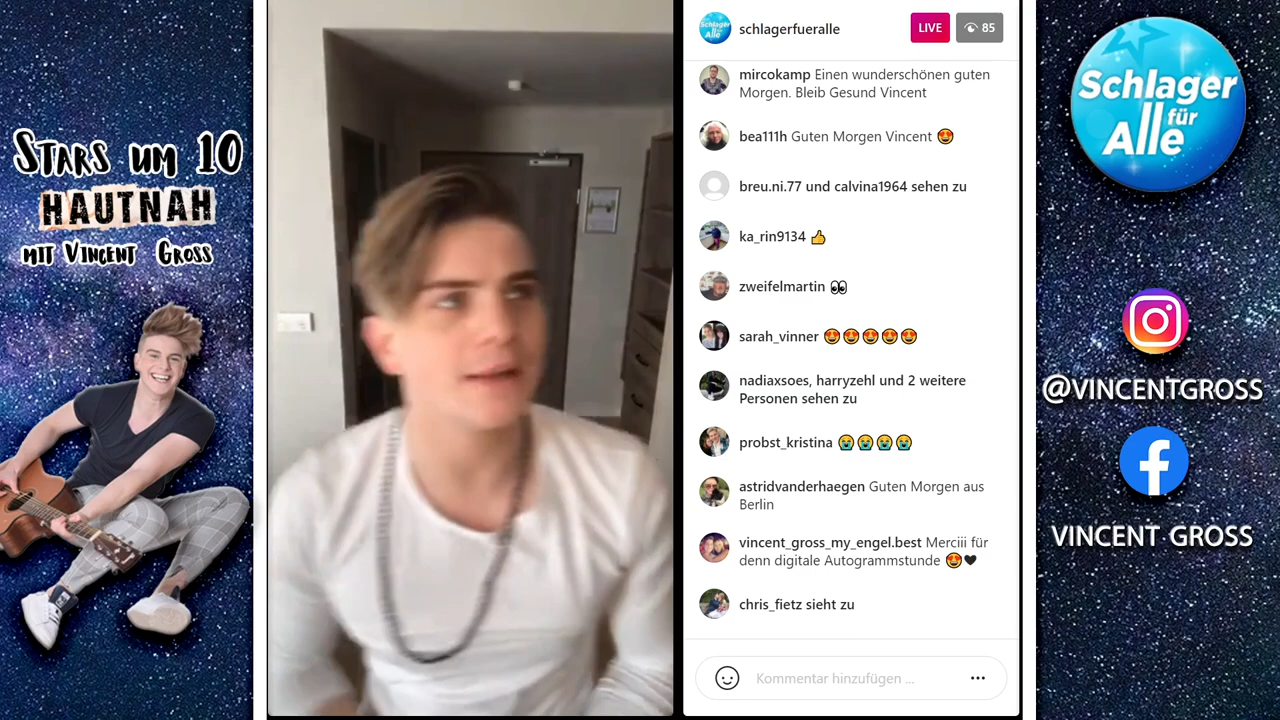 STARS UM 10
HAUTNAH
MIT VINCENT GROSS
schlagerfueralle
LIVE
85
mircokamp Einen wunderschönen guten
Morgen. Bleib Gesund Vincent
bea111h Guten Morgen Vincent 😍
breu.ni.77 und calvina1964 sehen zu
ka_rin9134 👍
zweifelmartin 👀
sarah_vinner 😍😍😍😍😍
nadiaxsoes, harryzehl und 2 weitere
Personen sehen zu
probst_kristina 😭😭😭😭
astridvanderhaegen Guten Morgen aus
Berlin
vincent_gross_my_engel.best Merciii für
denn digitale Autogrammstunde 😍🖤
chris_fietz sieht zu
Kommentar hinzufügen ...
Schlager
für
Alle
@VINCENTGROSS
VINCENT GROSS